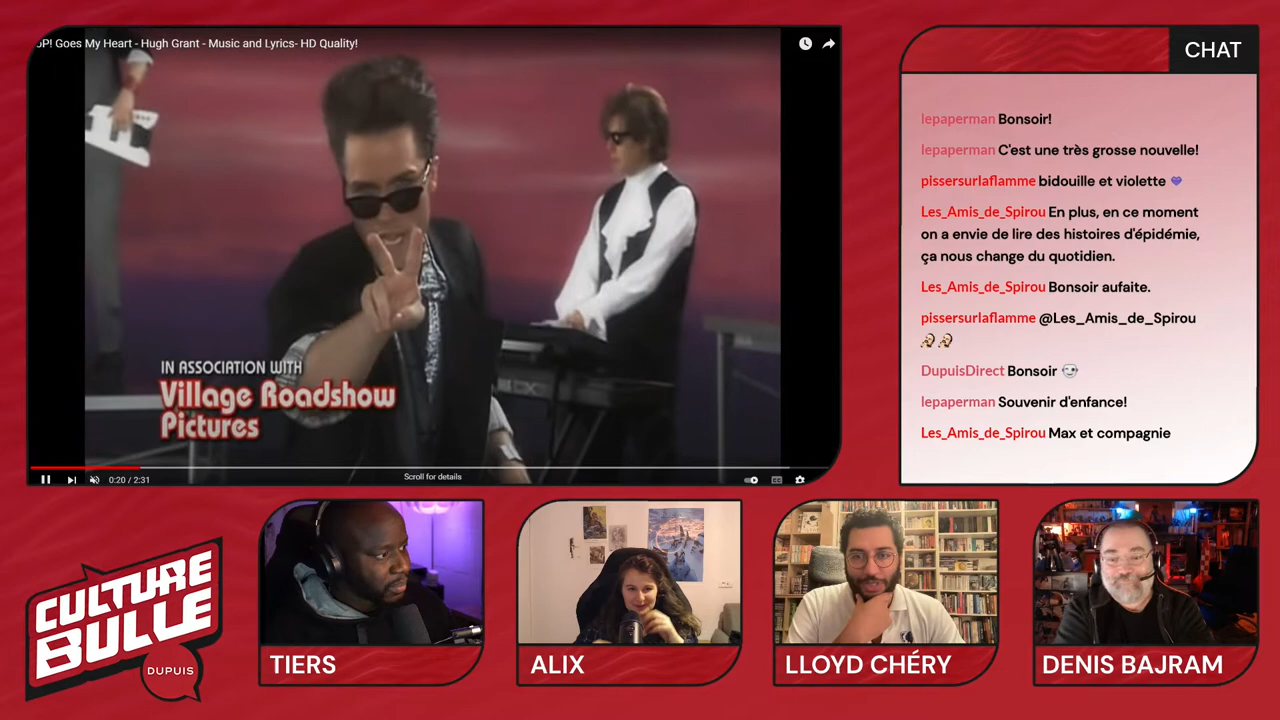 P! Goes My Heart - Hugh Grant - Music and Lyrics- HD Quality!
IN ASSOCIATION WITH
Village Roadshow
Pictures
0:20 / 2:31
Scroll for details
CHAT
lepaperman Bonsoir!
lepaperman C'est une très grosse nouvelle!
pissersurlaflamme bidouille et violette 💜
Les_Amis_de_Spirou En plus, en ce moment
on a envie de lire des histoires d'épidémie,
ça nous change du quotidien.
Les_Amis_de_Spirou Bonsoir aufaite.
pissersurlaflamme @Les_Amis_de_Spirou
DupuisDirect Bonsoir
lepaperman Souvenir d'enfance!
Les_Amis_de_Spirou Max et compagnie
CULTURE
BULLE
DUPUIS
TIERS
ALIX
LLOYD CHÉRY
DENIS BAJRAM